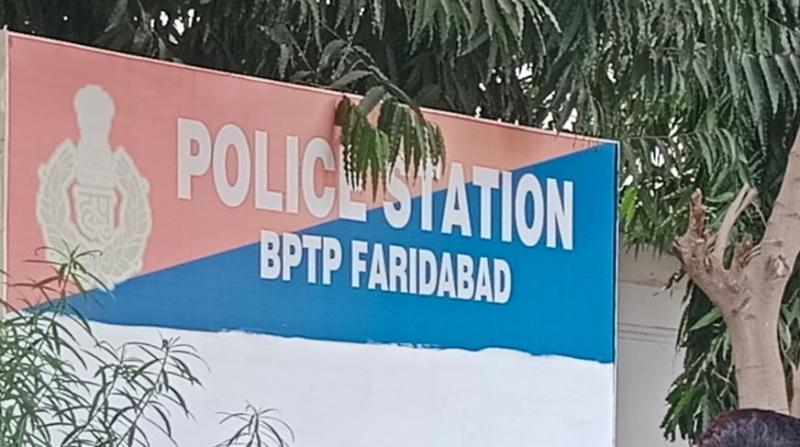 POLICE STATION
BPTP FARIDABAD